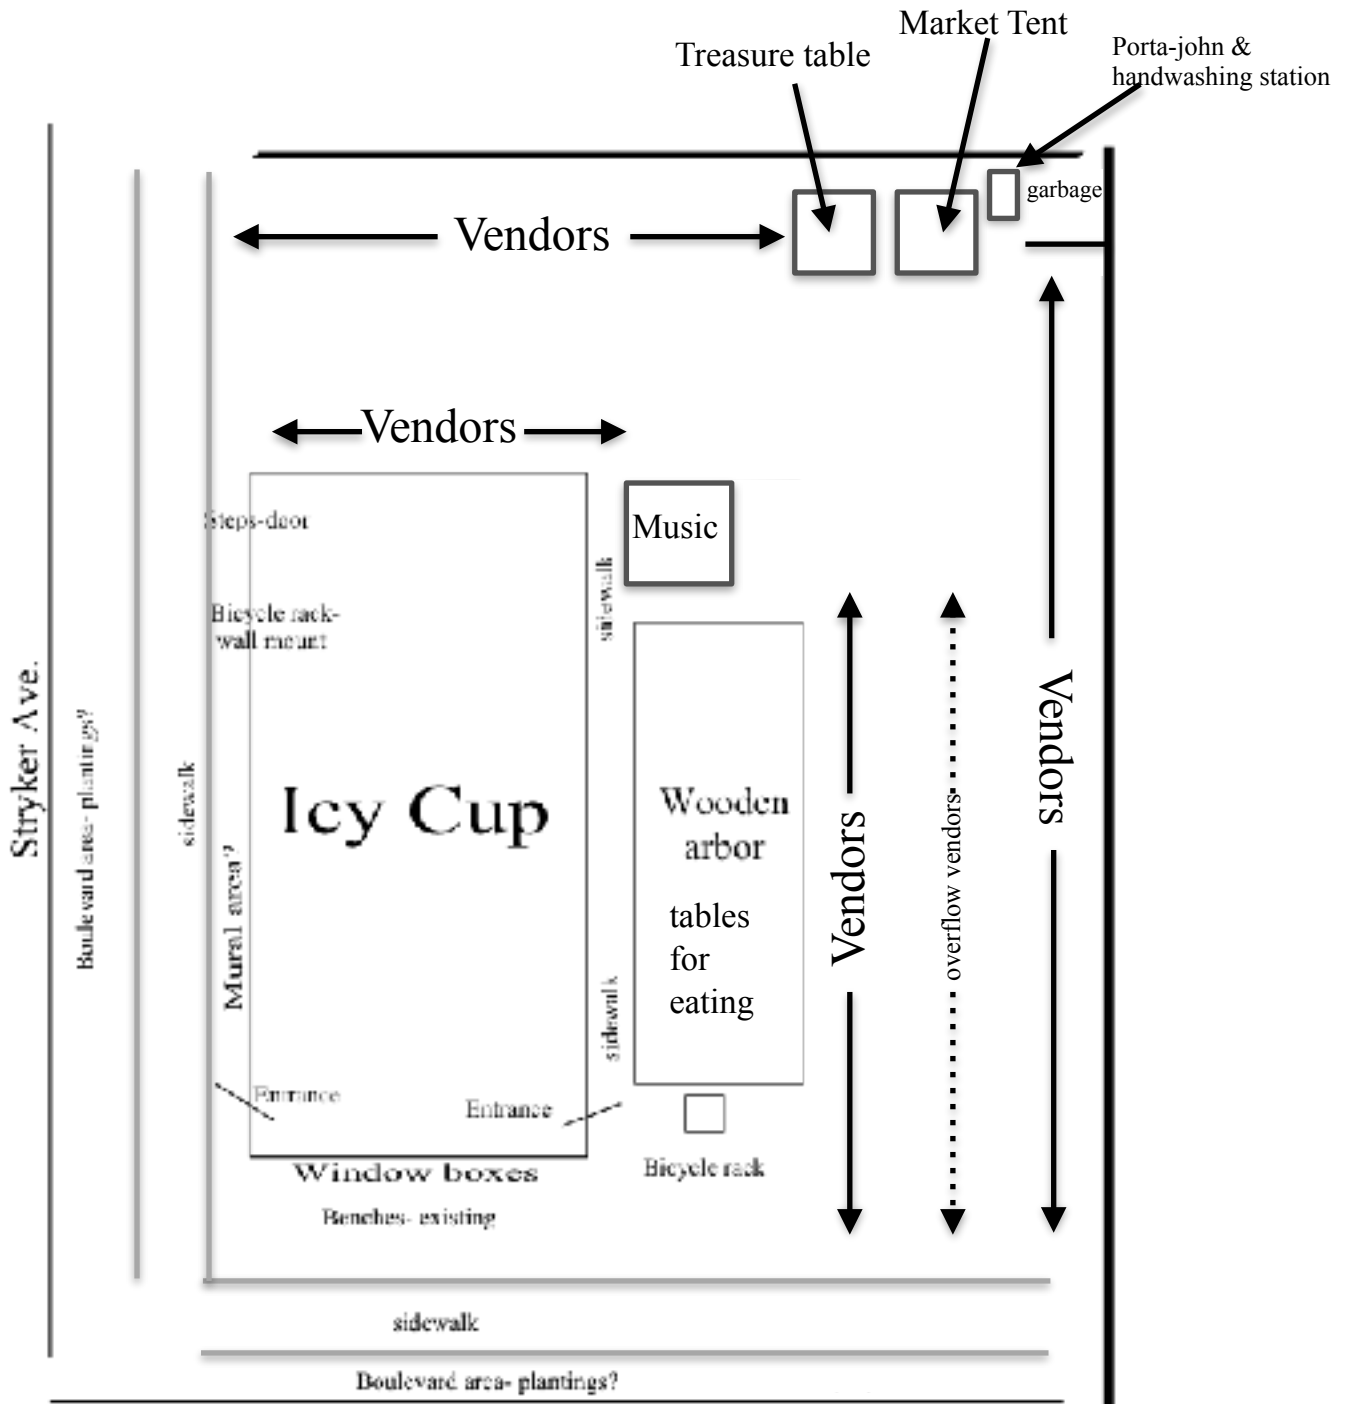 Market Tent
Treasure table
Porta-john &
handwashing station
garbage
Vendors
Vendors
Steps-door
Music
sidewalk
Bicycle rack-
wall mount
Stryker Ave.
Boulevard area- plantings?
sidewalk
Mural area?
Icy Cup
Wooden
arbor
tables
for
eating
sidewalk
Vendors
overflow vendors
Vendors
Entrance
Entrance
Window boxes
Bicycle rack
Benches- existing
sidewalk
Boulevard area- plantings?